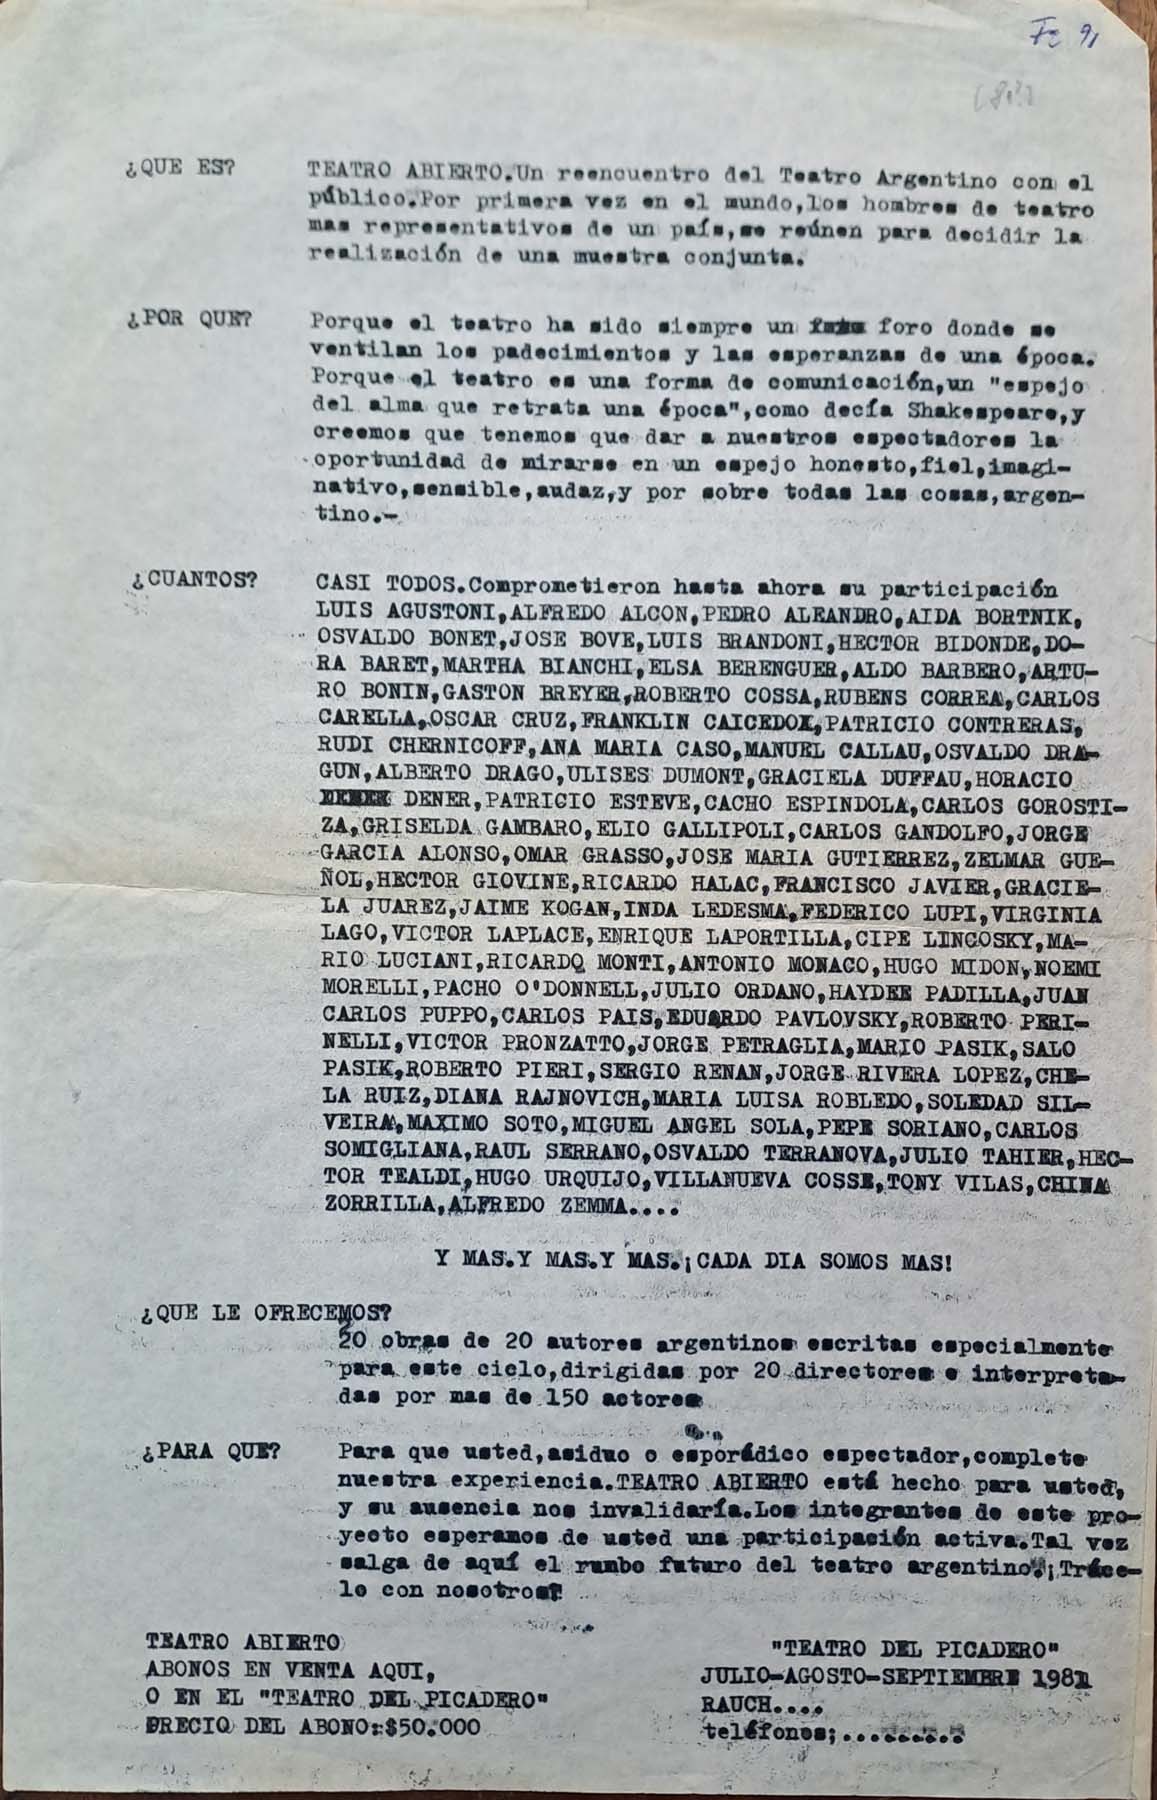 Fc 91
¿QUE ES? TEATRO ABIERTO.Un reencuentro del Teatro Argentino con el
público.Por primera vez en el mundo,los hombres de teatro
mas representativos de un país,se reúnen para decidir la
realización de una muestra conjunta.
¿POR QUE? Porque el teatro ha sido siempre un foro donde se
ventilan los padecimientos y las esperanzas de una época.
Porque el teatro es una forma de comunicación,un "espejo
del alma que retrata una época",como decía Shakespeare,y
creemos que tenemos que dar a nuestros espectadores la
oportunidad de mirarse en un espejo honesto,fiel,imagi-
nativo,sensible,audaz,y por sobre todas las cosas,argen-
tino.-
¿CUANTOS? CASI TODOS.Comprometieron hasta ahora su participación
LUIS AGUSTONI,ALFREDO ALCON,PEDRO ALEANDRO,AIDA BORTNIK,
OSVALDO BONET,JOSE BOVE,LUIS BRANDONI,HECTOR BIDONDE,DO-
RA BARET,MARTHA BIANCHI,ELSA BERENGUER,ALDO BARBERO,ARTU-
RO BONIN,GASTON BREYER,ROBERTO COSSA,RUBENS CORREA,CARLOS
CARELLA,OSCAR CRUZ,FRANKLIN CAICEDO,PATRICIO CONTRERAS,
RUDI CHERNICOFF,ANA MARIA CASO,MANUEL CALLAU,OSVALDO DRA-
GUN,ALBERTO DRAGO,ULISES DUMONT,GRACIELA DUFFAU,HORACIO
DENER,PATRICIO ESTEVE,CACHO ESPINDOLA,CARLOS GOROSTI-
ZA,GRISELDA GAMBARO,ELIO GALLIPOLI,CARLOS GANDOLFO,JORGE
GARCIA ALONSO,OMAR GRASSO,JOSE MARIA GUTIERREZ,ZELMAR GUE-
ÑOL,HECTOR GIOVINE,RICARDO HALAC,FRANCISCO JAVIER,GRACIE-
LA JUAREZ,JAIME KOGAN,INDA LEDESMA,FEDERICO LUPI,VIRGINIA
LAGO,VICTOR LAPLACE,ENRIQUE LAPORTILLA,CIPE LINCOSKY,MA-
RIO LUCIANI,RICARDO MONTI,ANTONIO MONACO,HUGO MIDON,NOEMI
MORELLI,PACHO O'DONNELL,JULIO ORDANO,HAYDEE PADILLA,JUAN
CARLOS PUPPO,CARLOS PAIS,EDUARDO PAVLOVSKY,ROBERTO PERI-
NELLI,VICTOR PRONZATTO,JORGE PETRAGLIA,MARIO PASIK,SALO
PASIK,ROBERTO PIERI,SERGIO RENAN,JORGE RIVERA LOPEZ,CHE-
LA RUIZ,DIANA RAJNOVICH,MARIA LUISA ROBLEDO,SOLEDAD SIL-
VEIRA,MAXIMO SOTO,MIGUEL ANGEL SOLA,PEPE SORIANO,CARLOS
SOMIGLIANA,RAUL SERRANO,OSVALDO TERRANOVA,JULIO TAHIER,HEC-
TOR TEALDI,HUGO URQUIJO,VILLANUEVA COSSE,TONY VILAS,CHINA
ZORRILLA,ALFREDO ZEMMA....
Y MAS.Y MAS.Y MAS.¡CADA DIA SOMOS MAS!
¿QUE LE OFRECEMOS?
20 obras de 20 autores argentinos escritas especialmente
para este ciclo,dirigidas por 20 directores e interpreta-
das por mas de 150 actores
¿PARA QUE? Para que usted,asiduo o esporádico espectador,complete
nuestra experiencia.TEATRO ABIERTO está hecho para usted,
y su ausencia nos invalidaría.Los integrantes de este pro-
yecto esperamos de usted una participación activa.Tal vez
salga de aquí el rumbo futuro del teatro argentino.¡Tráce-
lo con nosotros!
TEATRO ABIERTO
ABONOS EN VENTA AQUI,
O EN EL "TEATRO DEL PICADERO"
PRECIO DEL ABONO:$50.000
"TEATRO DEL PICADERO"
JULIO-AGOSTO-SEPTIEMBRE 1981
RAUCH....
teléfonos;.........